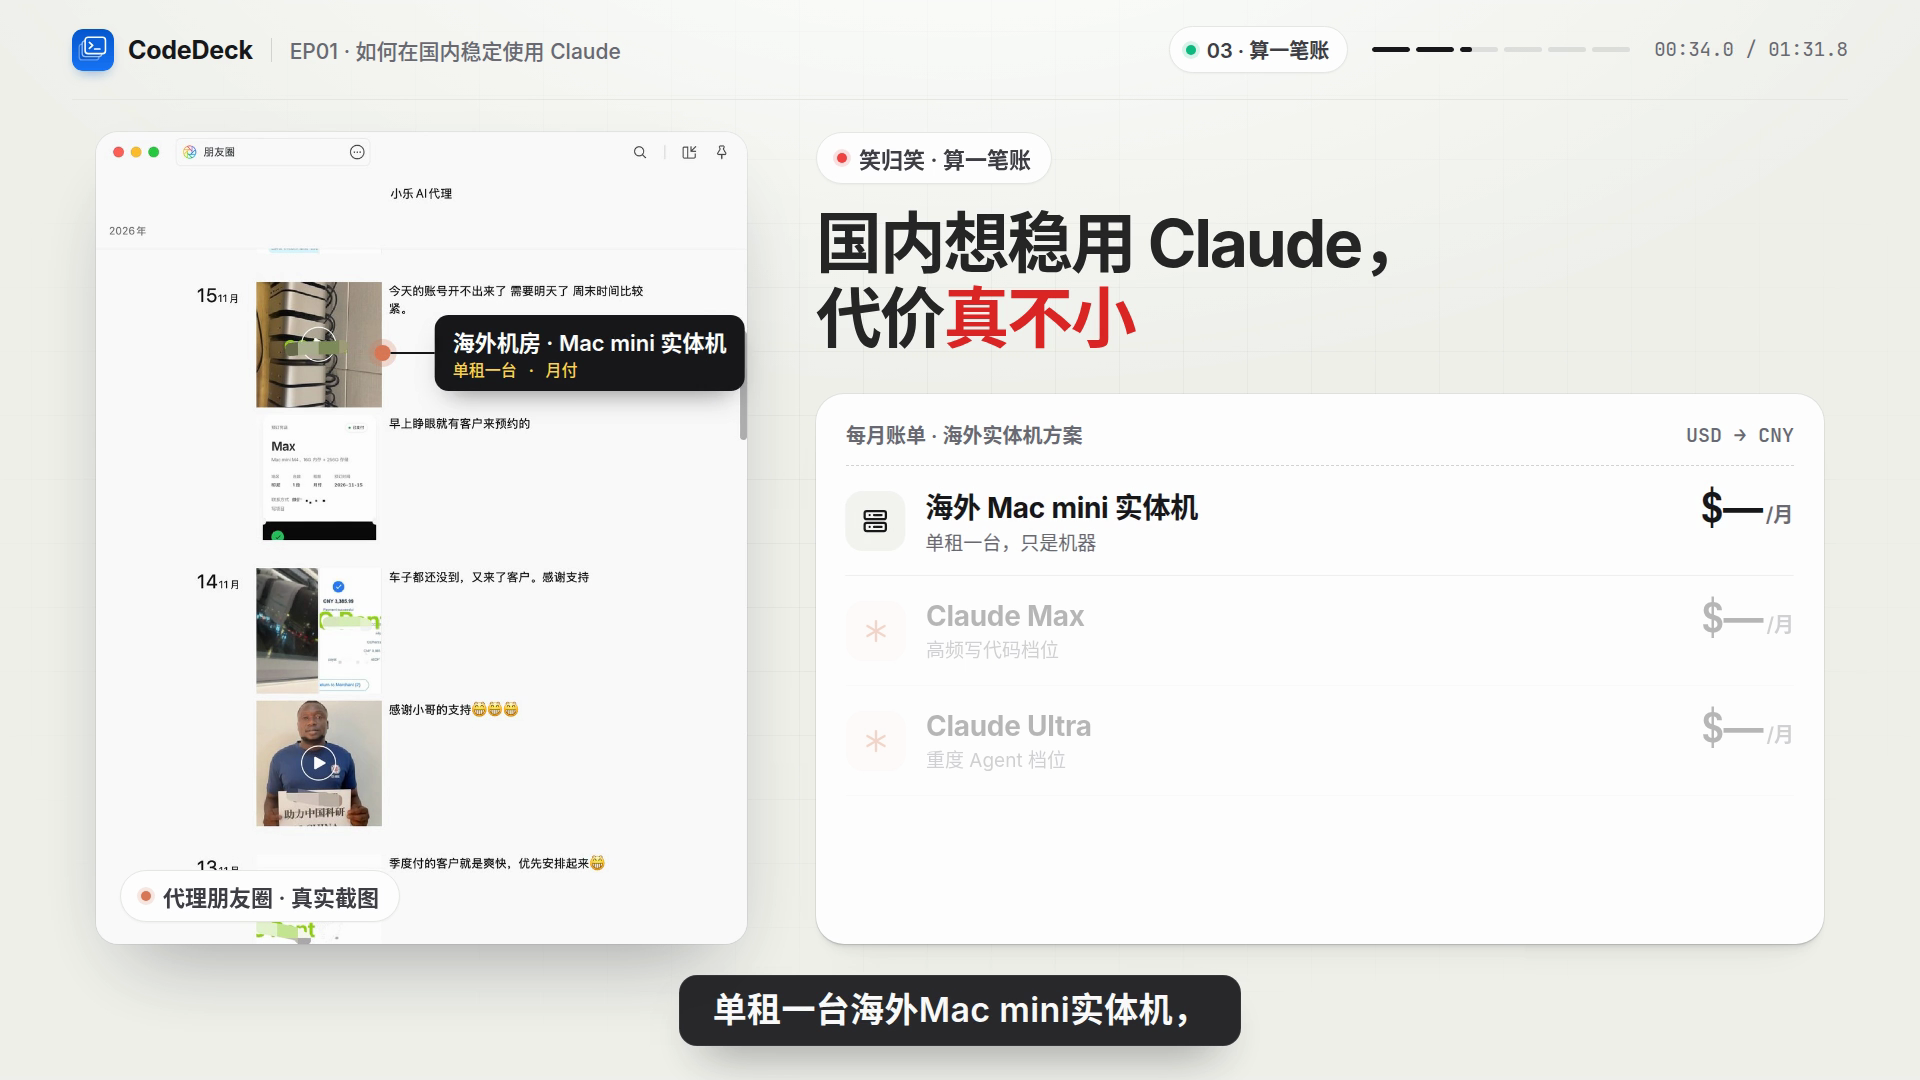 CodeDeck
EP01 · 如何在国内稳定使用 Claude
03 · 算一笔账
00:34.0 / 01:31.8
朋友圈
小乐AI代理
2026年
15 11月
今天的账号开不出来了 需要明天了 周末时间比较
紧。
海外机房 · Mac mini 实体机
单租一台 · 月付
早上睁眼就有客户来预约的
Max
14 11月
车子都还没到，又来了客户。感谢支持
CNY 3,385.99
感谢小哥的支持😁😁😁
助力中国科研
13 11月
季度付的客户就是爽快，优先安排起来😁
代理朋友圈 · 真实截图
笑归笑 · 算一笔账
国内想稳用 Claude，
代价真不小
每月账单 · 海外实体机方案
USD → CNY
海外 Mac mini 实体机
单租一台，只是机器
$—/月
Claude Max
高频写代码档位
$—/月
Claude Ultra
重度 Agent 档位
$—/月
单租一台海外Mac mini实体机，